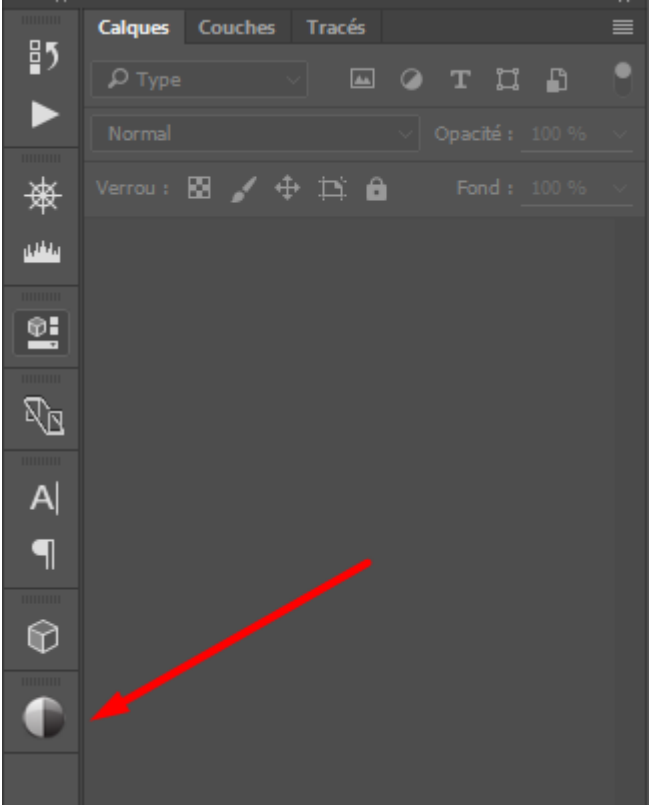 Calques Couches Tracés
Type
Normal Opacité : 100 %
Verrou : Fond : 100 %